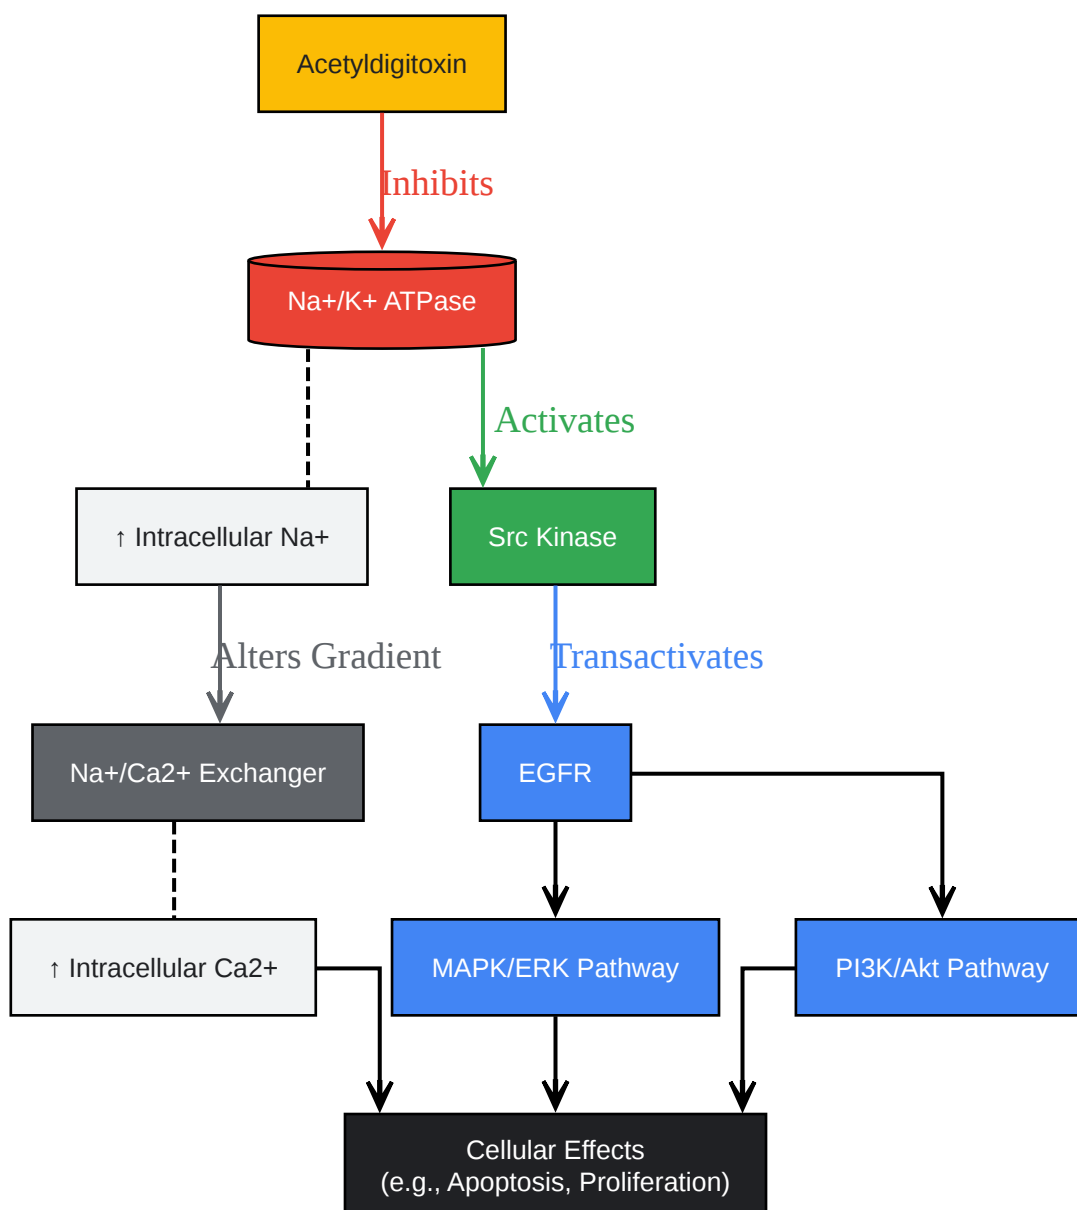 Acetyldigitoxin
Inhibits
Na+/K+ ATPase
Activates
↑ Intracellular Na+
Src Kinase
Alters Gradient
Transactivates
Na+/Ca2+ Exchanger
EGFR
↑ Intracellular Ca2+
MAPK/ERK Pathway
PI3K/Akt Pathway
Cellular Effects
(e.g., Apoptosis, Proliferation)